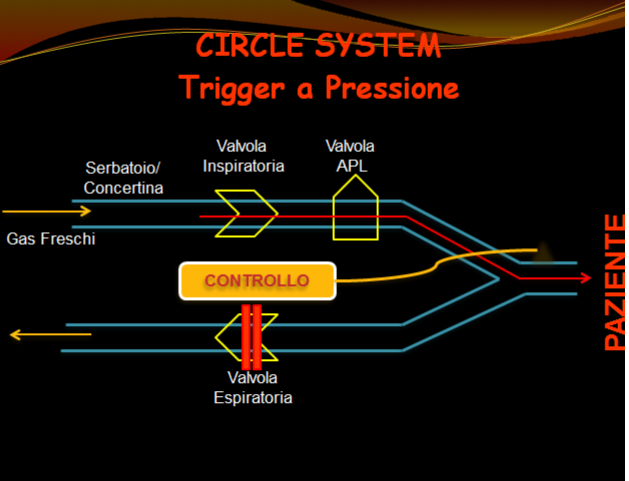 CIRCLE SYSTEM
Trigger a Pressione
Valvola
Inspiratoria
Valvola
APL
Serbatoio/
Concertina
Gas Freschi
CONTROLLO
PAZIENTE
Valvola
Espiratoria